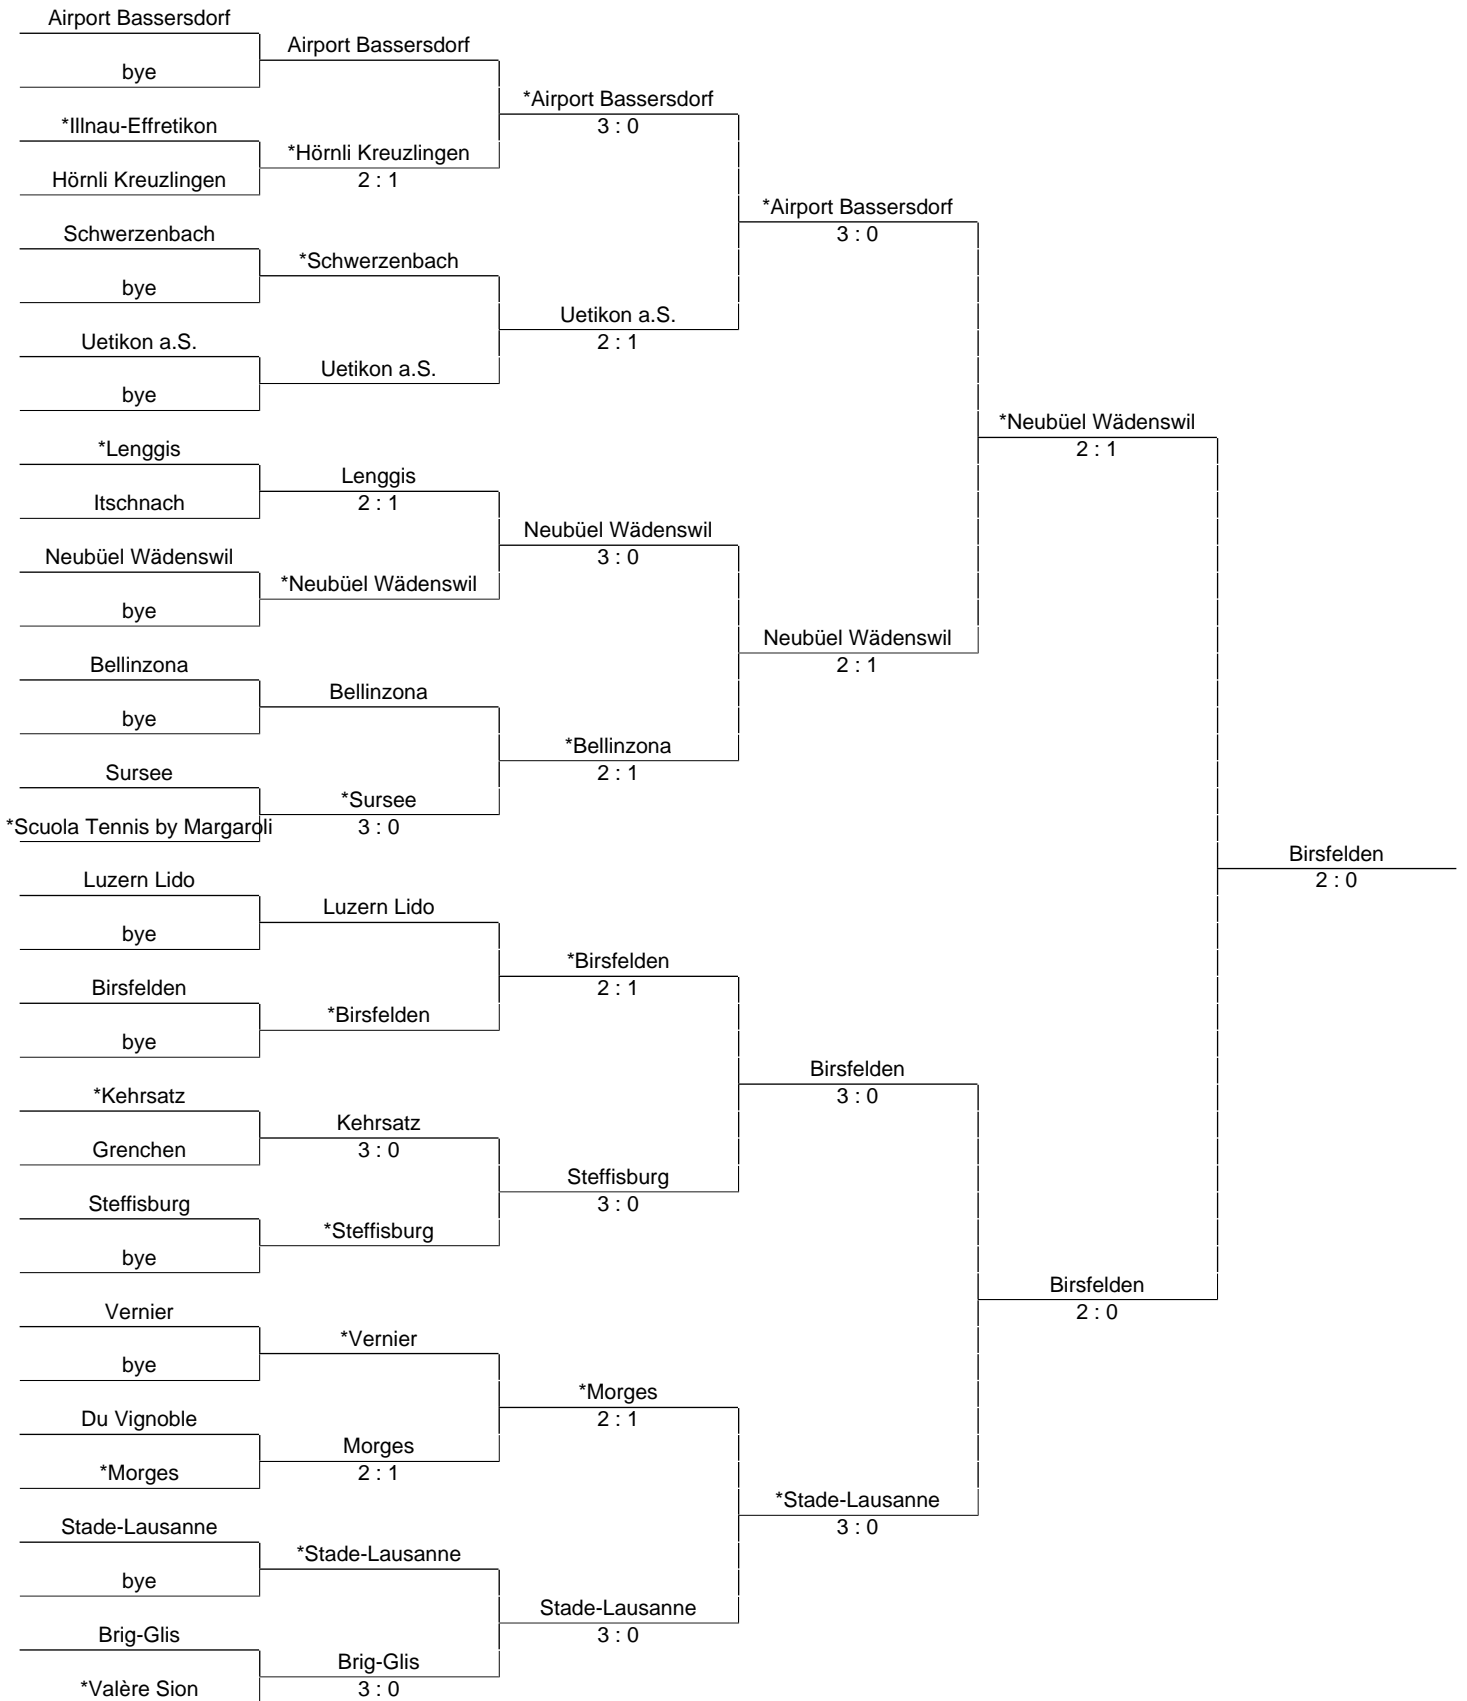 Airport Bassersdorf
Airport Bassersdorf
bye
*Airport Bassersdorf
3 : 0
*Illnau-Effretikon
*Hörnli Kreuzlingen
2 : 1
Hörnli Kreuzlingen
*Airport Bassersdorf
3 : 0
Schwerzenbach
*Schwerzenbach
bye
Uetikon a.S.
2 : 1
Uetikon a.S.
Uetikon a.S.
bye
*Neubüel Wädenswil
2 : 1
*Lenggis
Lenggis
2 : 1
Itschnach
Neubüel Wädenswil
3 : 0
Neubüel Wädenswil
*Neubüel Wädenswil
bye
Neubüel Wädenswil
2 : 1
Bellinzona
Bellinzona
bye
*Bellinzona
2 : 1
Sursee
*Sursee
3 : 0
*Scuola Tennis by Margaroli
Birsfelden
2 : 0
Luzern Lido
Luzern Lido
bye
*Birsfelden
2 : 1
Birsfelden
*Birsfelden
bye
Birsfelden
3 : 0
*Kehrsatz
Kehrsatz
3 : 0
Grenchen
Steffisburg
3 : 0
Steffisburg
*Steffisburg
bye
Birsfelden
2 : 0
Vernier
*Vernier
bye
*Morges
2 : 1
Du Vignoble
Morges
2 : 1
*Morges
*Stade-Lausanne
3 : 0
Stade-Lausanne
*Stade-Lausanne
bye
Stade-Lausanne
3 : 0
Brig-Glis
Brig-Glis
3 : 0
*Valère Sion